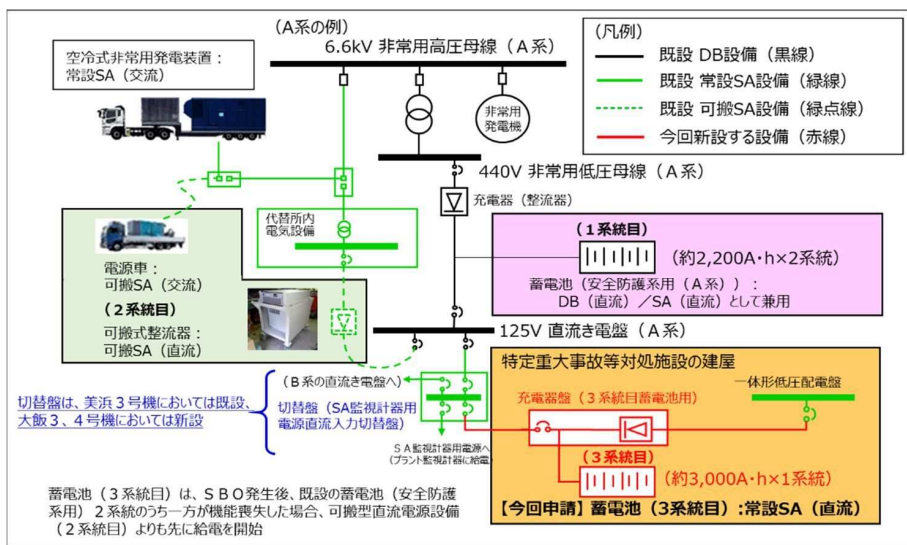 (A系の例)
6.6kV 非常用高圧母線（A系）
空冷式非常用発電装置：
常設SA（交流）
(凡例)
既設 DB設備（黒線）
既設 常設SA設備（緑線）
既設 可搬SA設備（緑点線）
今回新設する設備（赤線）
非常用
発電機
440V 非常用低圧母線（A系）
充電器（整流器）
代替所内
電気設備
電源車：
可搬SA（交流）
(２系統目)
可搬式整流器：
可搬SA（直流）
(１系統目)
(約2,200A･h×2系統)
蓄電池（安全防護系用（A系））：
DB（直流）／SA（直流）として兼用
125V 直流き電盤（A系）
特定重大事故等対処施設の建屋
一体形低圧配電盤
充電器盤（３系統目蓄電池用）
(３系統目)
(約3,000A･h×1系統)
【今回申請】蓄電池（3系統目）:常設SA（直流）
(B系の直流き電盤へ)
切替盤（SA監視計器用
電源直流入力切替盤）
ＳＡ監視計器用電源へ
(プラント監視計器に給電)
切替盤は、美浜３号機においては既設、
大飯３、４号機においては新設
蓄電池（３系統目）は、ＳＢＯ発生後、既設の蓄電池（安全防護
系用）２系統のうち一方が機能喪失した場合、可搬型直流電源設備
（２系統目）よりも先に給電を開始